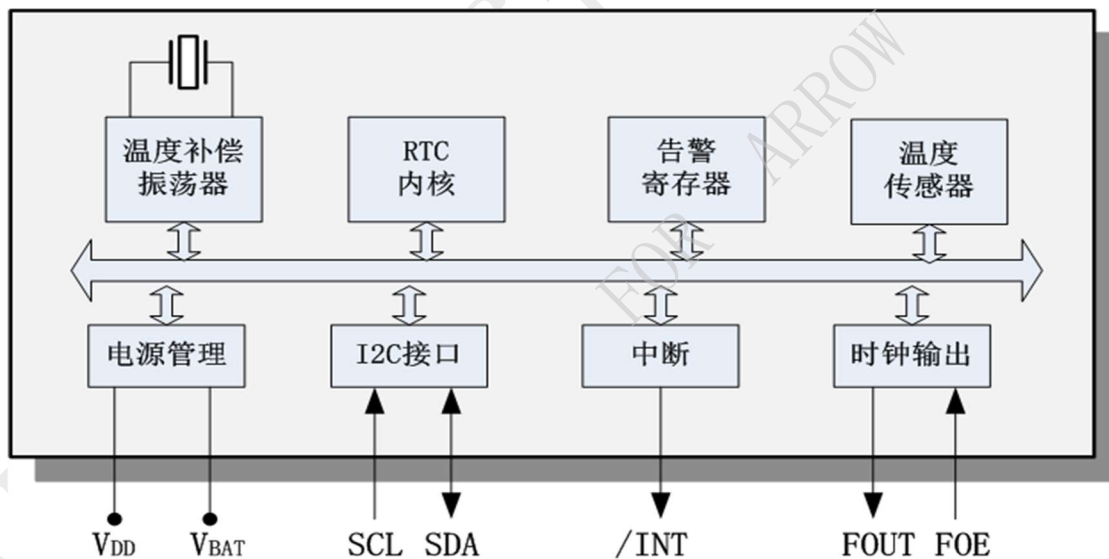 温度补偿
振荡器
RTC
内核
告警
寄存器
温度
传感器
电源管理
I2C接口
中断
时钟输出
VDD
VBAT
SCL
SDA
/INT
FOUT
FOE
FOR ARROW